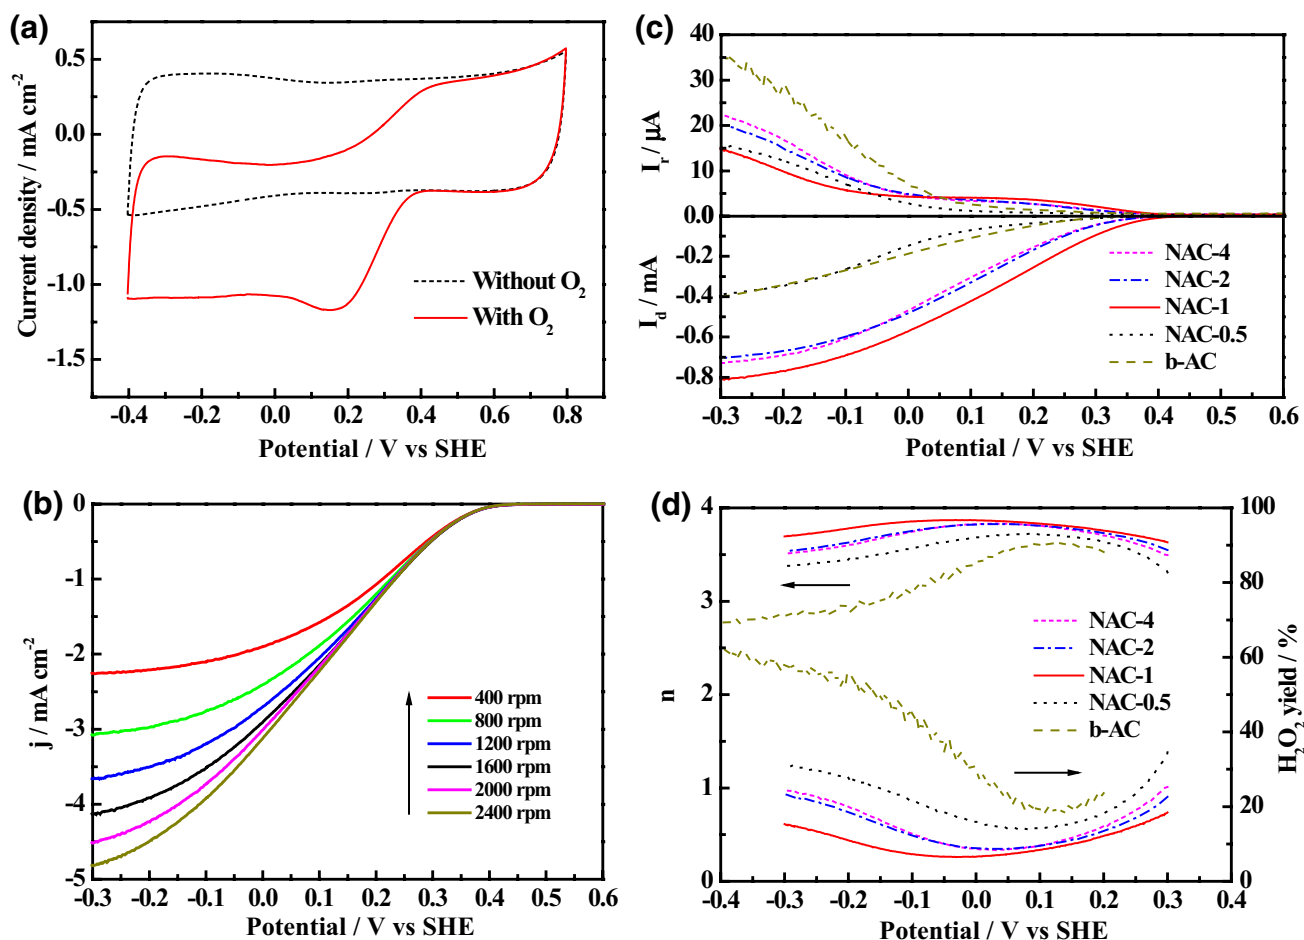 (a)
0.5
0.0
-0.5
-1.0
-1.5
Current density / mA cm-2
Without O2
With O2
-0.4 -0.2 0.0 0.2 0.4 0.6 0.8
Potential / V vs SHE
(c)
40
30
20
10
0.0
-0.2
-0.4
-0.6
-0.8
Ir / μA
Id / mA
NAC-4
NAC-2
NAC-1
NAC-0.5
b-AC
-0.3 -0.2 -0.1 0.0 0.1 0.2 0.3 0.4 0.5 0.6
Potential / V vs SHE
(b)
0
-1
-2
-3
-4
-5
j / mA cm-2
400 rpm
800 rpm
1200 rpm
1600 rpm
2000 rpm
2400 rpm
-0.3 -0.2 -0.1 0.0 0.1 0.2 0.3 0.4 0.5 0.6
Potential / V vs SHE
(d)
4
3
2
1
0
n
NAC-4
NAC-2
NAC-1
NAC-0.5
b-AC
100
80
60
40
20
0
H2O2 yield / %
-0.4 -0.3 -0.2 -0.1 0.0 0.1 0.2 0.3 0.4
Potential / V vs SHE